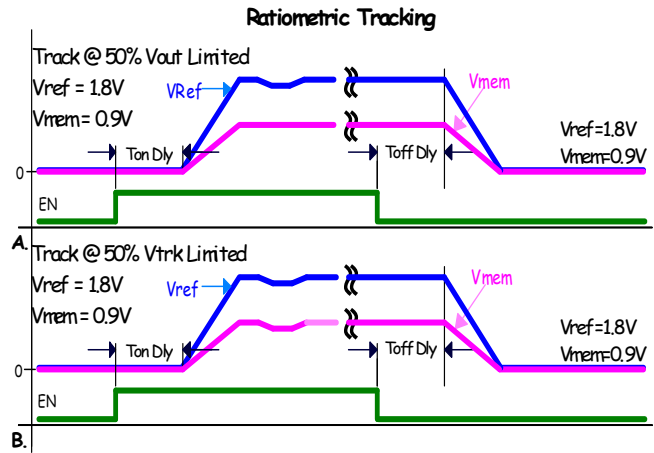 Ratiometric Tracking
Track @ 50% Vout Limited
Vref = 1.8V
VRef
Vmem
Vmem = 0.9V
Vref=1.8V
Ton Dly
Toff Dly
Vmem=0.9V
0
EN
A.
Track @ 50% Vtrk Limited
Vref = 1.8V
Vref
Vmem
Vmem = 0.9V
Vref=1.8V
Ton Dly
Toff Dly
Vmem=0.9V
0
EN
B.